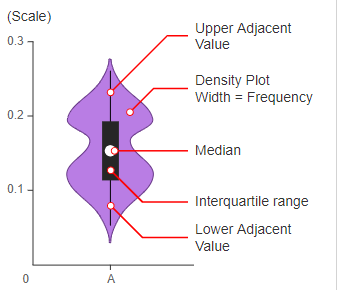 (Scale)
Upper Adjacent
Value
0.3
Density Plot
Width = Frequency
0.2
Median
0.1
Interquartile range
Lower Adjacent
Value
0
A